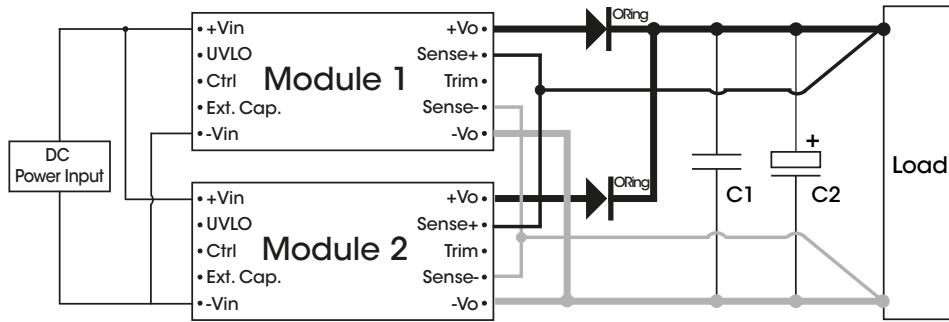 DC
Power Input
+Vin
UVLO
Ctrl
Ext. Cap.
-Vin
Module 1
+Vo
Sense+
Trim
Sense-
-Vo
ORing
+Vin
UVLO
Ctrl
Ext. Cap.
-Vin
Module 2
+Vo
Sense+
Trim
Sense-
-Vo
ORing
C1
+
C2
Load